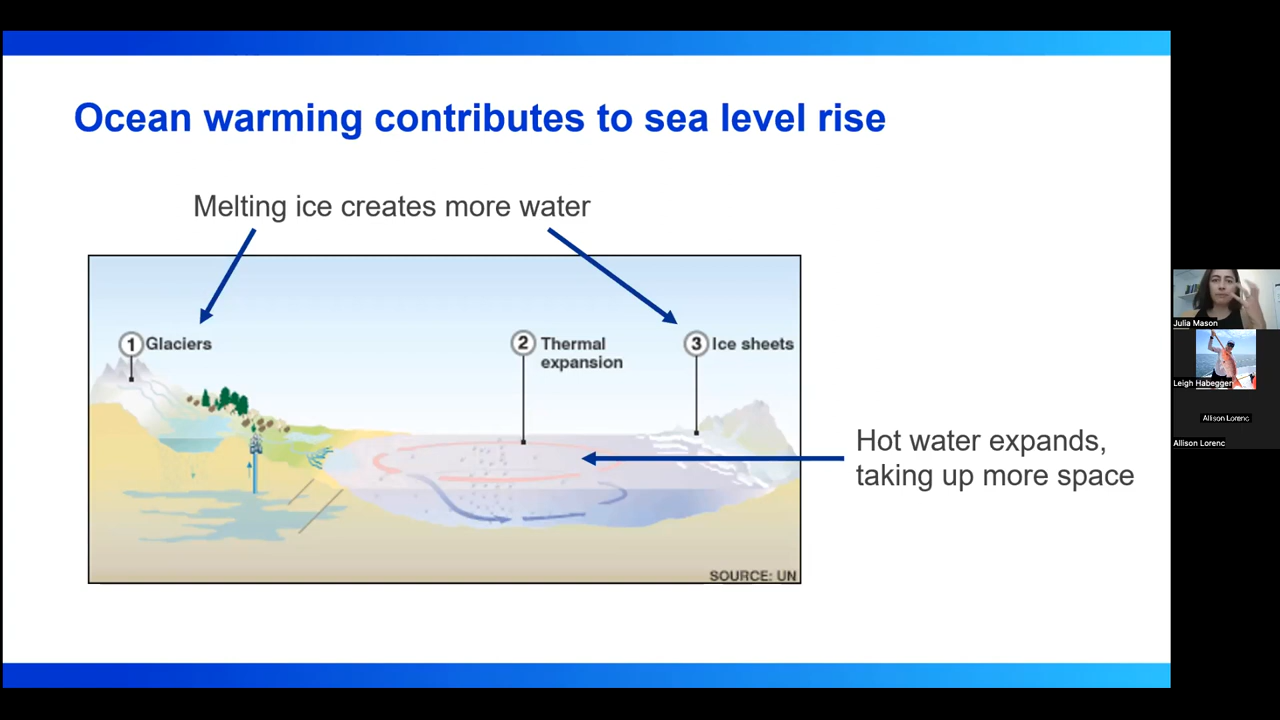 Ocean warming contributes to sea level rise
Melting ice creates more water
1 Glaciers
2 Thermal
expansion
3 Ice sheets
Hot water expands,
taking up more space
SOURCE: UN
Julia Mason
Leigh Habegger
Allison Lorenc
Allison Lorenc